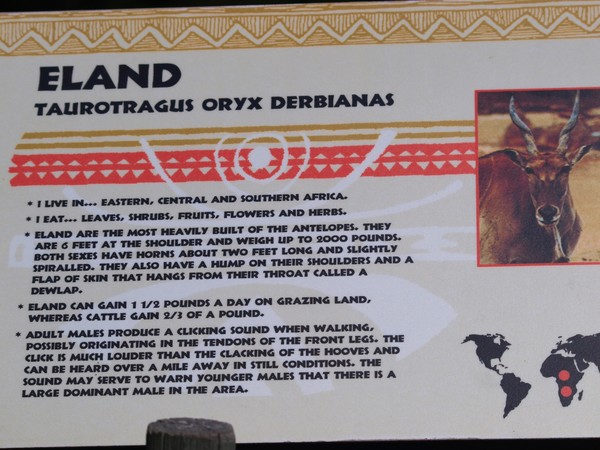 ELAND
TAUROTRAGUS ORYX DERBIANAS
* I LIVE IN... EASTERN, CENTRAL AND SOUTHERN AFRICA.
* I EAT... LEAVES, SHRUBS, FRUITS, FLOWERS AND HERBS.
* ELAND ARE THE MOST HEAVILY BUILT OF THE ANTELOPES. THEY
ARE 6 FEET AT THE SHOULDER AND WEIGH UP TO 2000 POUNDS.
BOTH SEXES HAVE HORNS ABOUT TWO FEET LONG AND SLIGHTLY
SPIRALLED. THEY ALSO HAVE A HUMP ON THEIR SHOULDERS AND A
FLAP OF SKIN THAT HANGS FROM THEIR THROAT CALLED A
DEWLAP.
* ELAND CAN GAIN 1 1/2 POUNDS A DAY ON GRAZING LAND,
WHEREAS CATTLE GAIN 2/3 OF A POUND.
* ADULT MALES PRODUCE A CLICKING SOUND WHEN WALKING,
POSSIBLY ORIGINATING IN THE TENDONS OF THE FRONT LEGS. THE
CLICK IS MUCH LOUDER THAN THE CLACKING OF THE HOOVES AND
CAN BE HEARD OVER A MILE AWAY IN STILL CONDITIONS. THE
SOUND MAY SERVE TO WARN YOUNGER MALES THAT THERE IS A
LARGE DOMINANT MALE IN THE AREA.